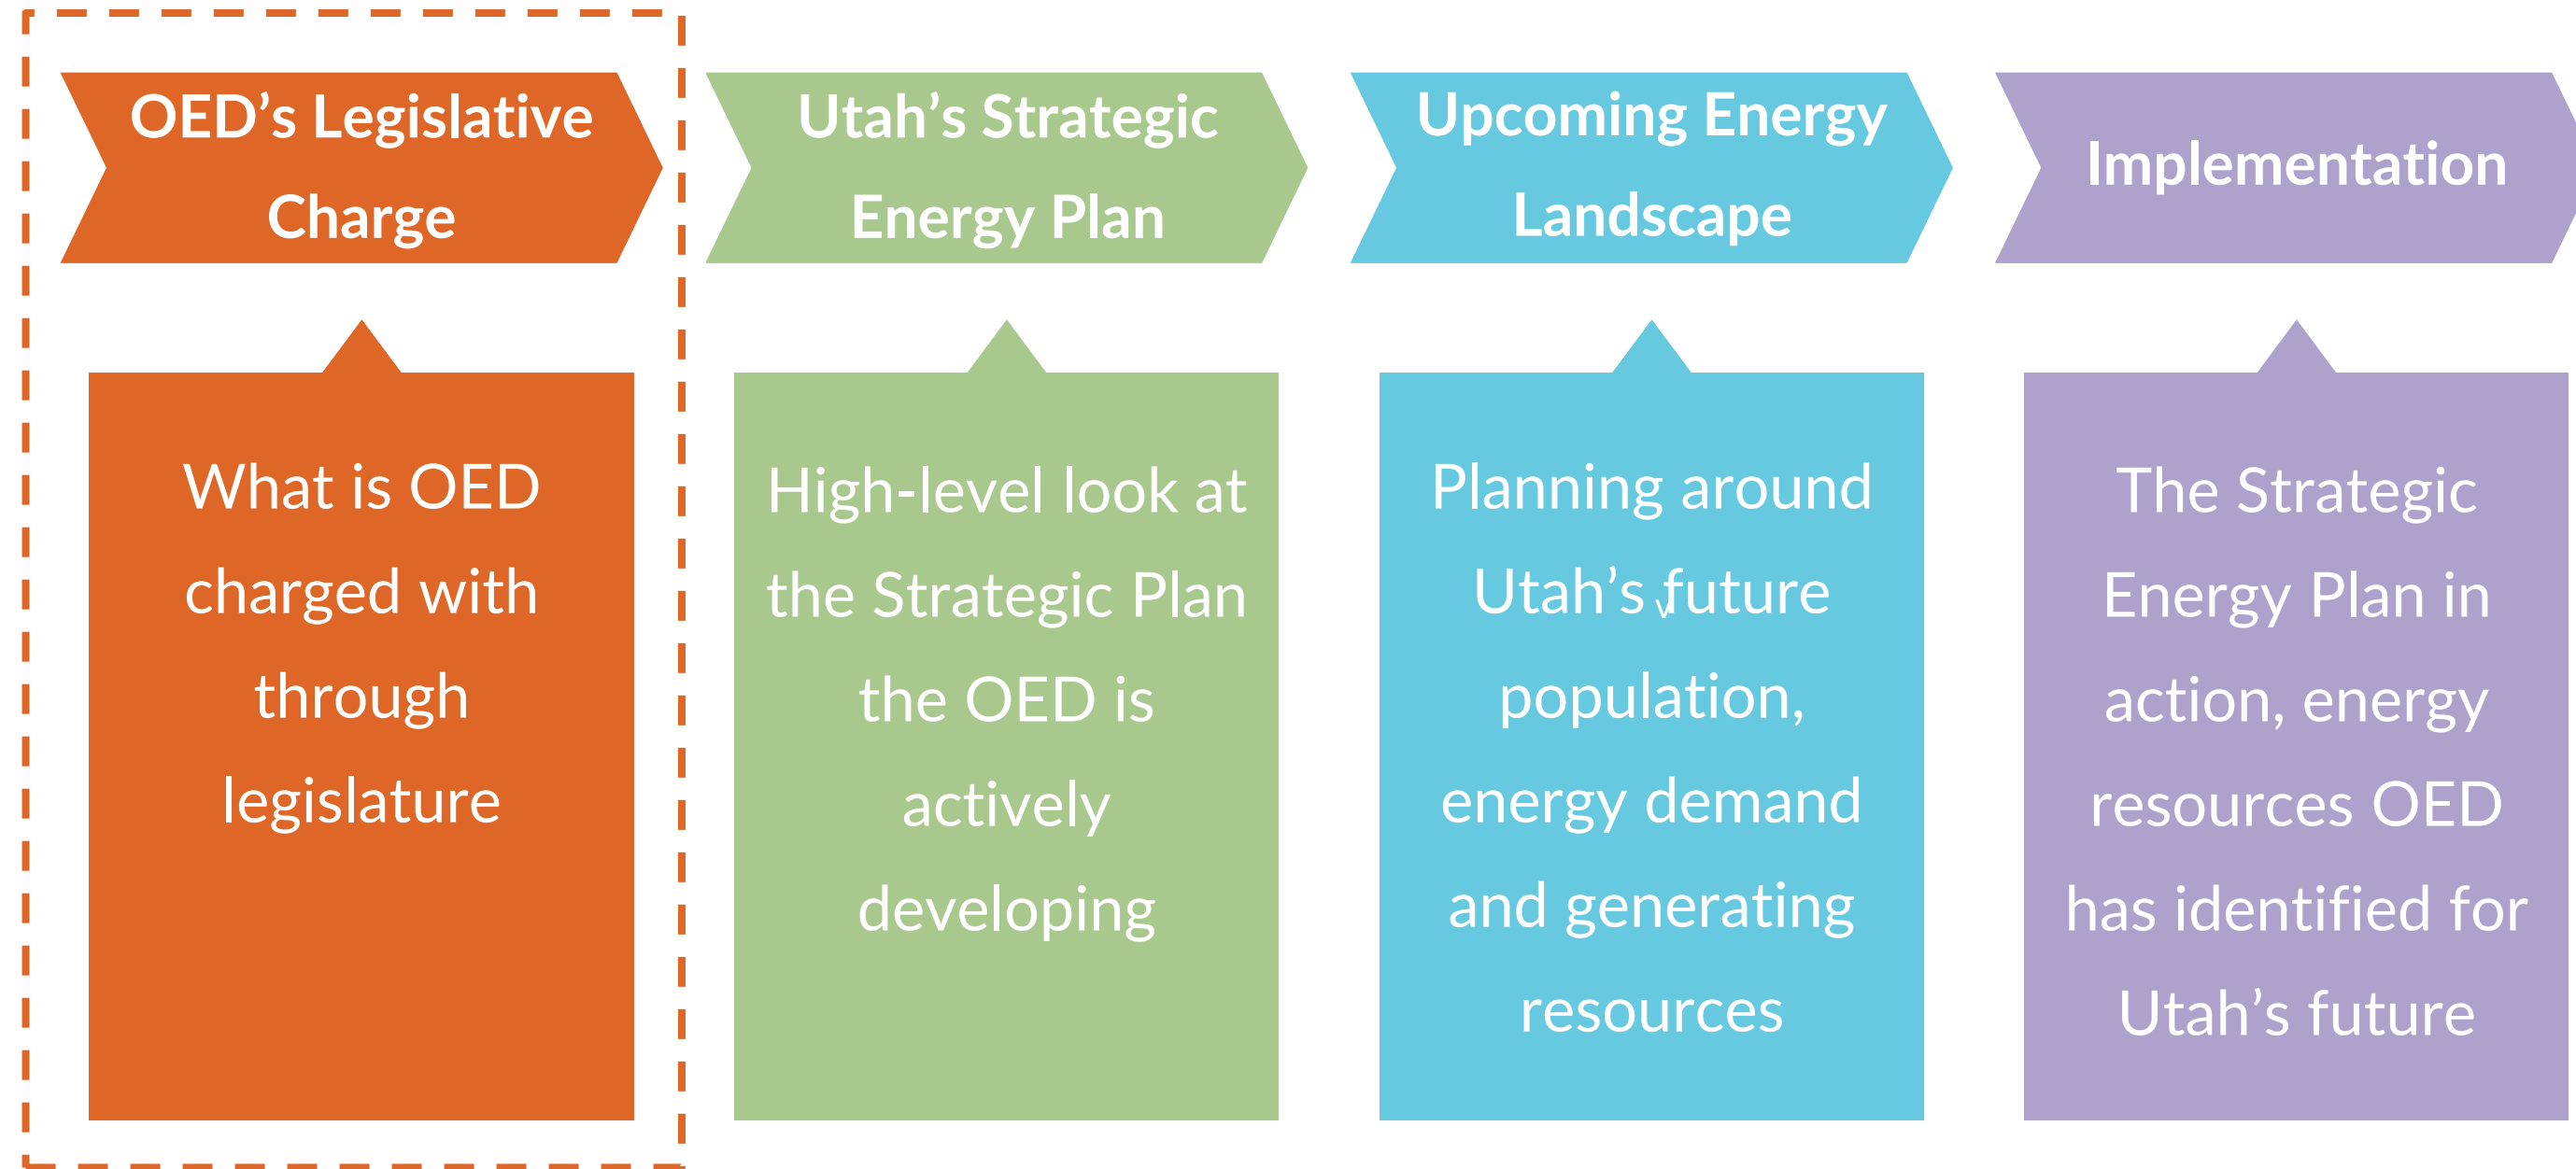 OED’s Legislative
Charge
Utah’s Strategic
Energy Plan
Upcoming Energy
Landscape
Implementation
What is OED
charged with
through
legislature
High-level look at
the Strategic Plan
the OED is
actively
developing
Planning around
Utah’s future
population,
energy demand
and generating
resources
The Strategic
Energy Plan in
action, energy
resources OED
has identified for
Utah’s future